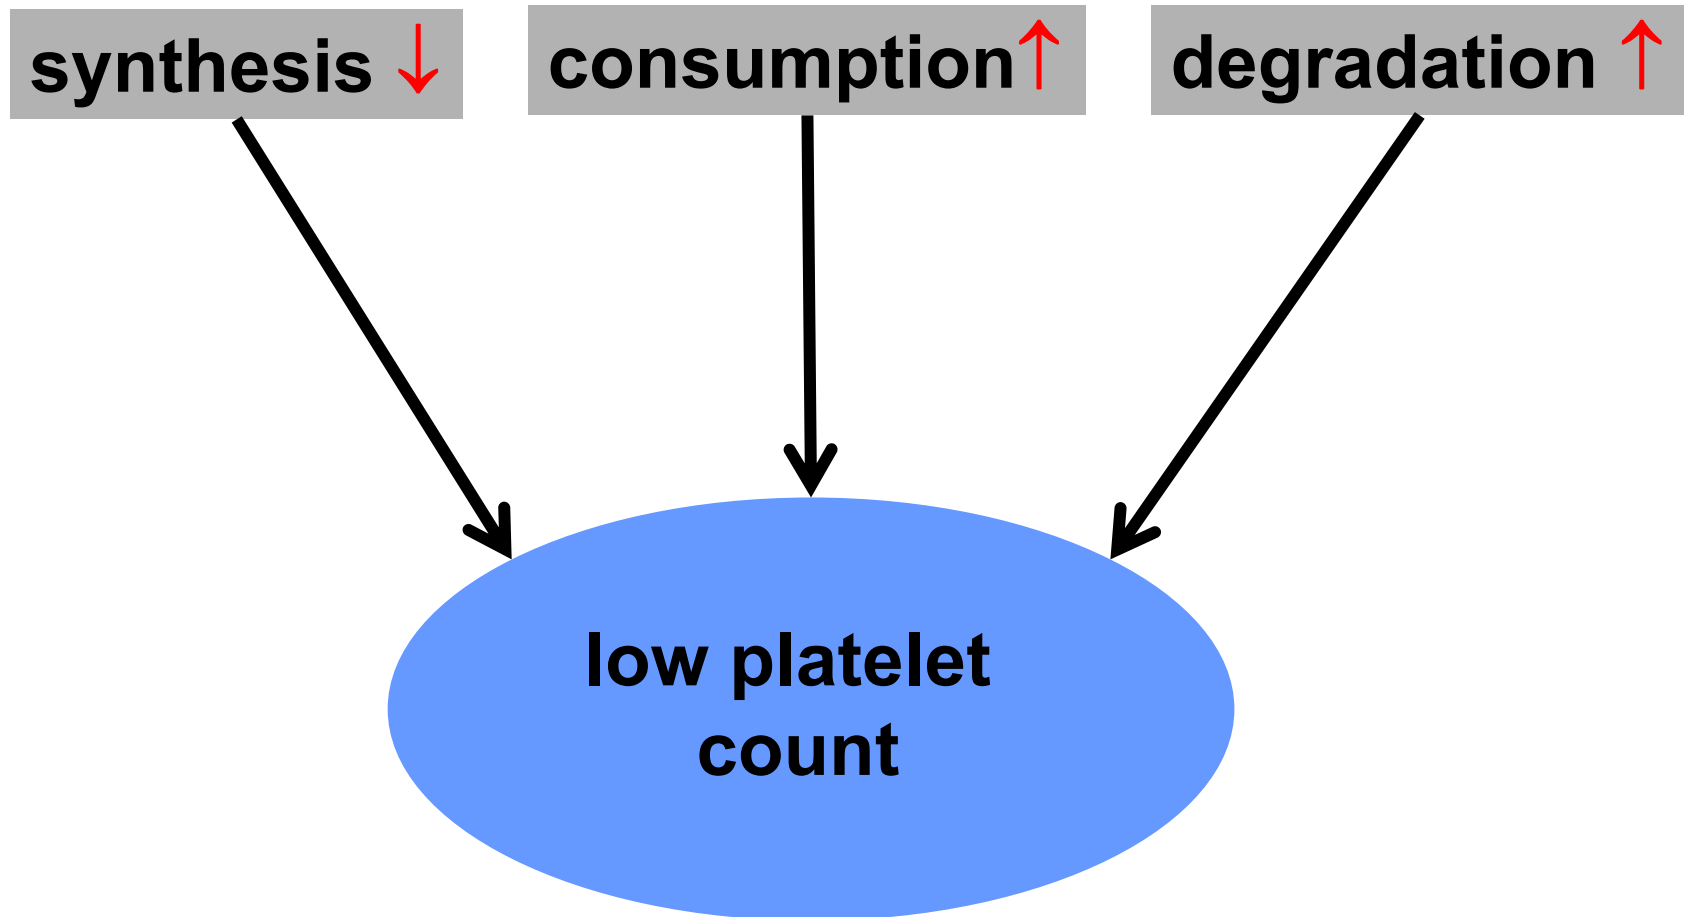 synthesis ↓
consumption↑
degradation ↑
low platelet
count